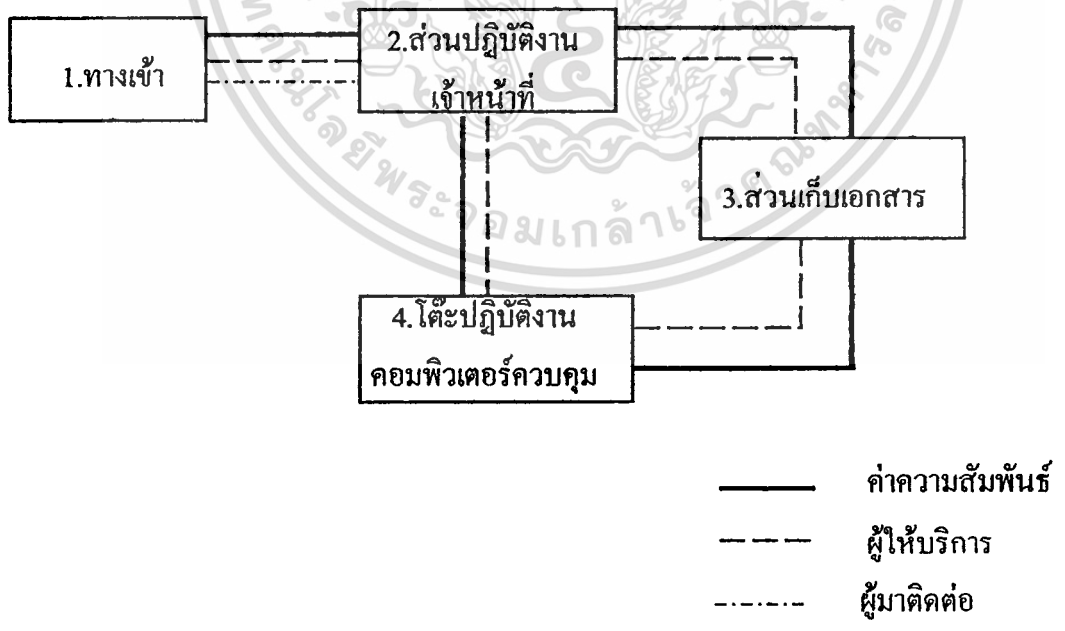 1.ทางเข้า
2.ส่วนปฏิบัติงาน
เจ้าหน้าที่
3.ส่วนเก็บเอกสาร
4.โต๊ะปฏิบัติงาน
คอมพิวเตอร์ควบคุม
ค่าความสัมพันธ์
ผู้ให้บริการ
ผู้มาติดต่อ